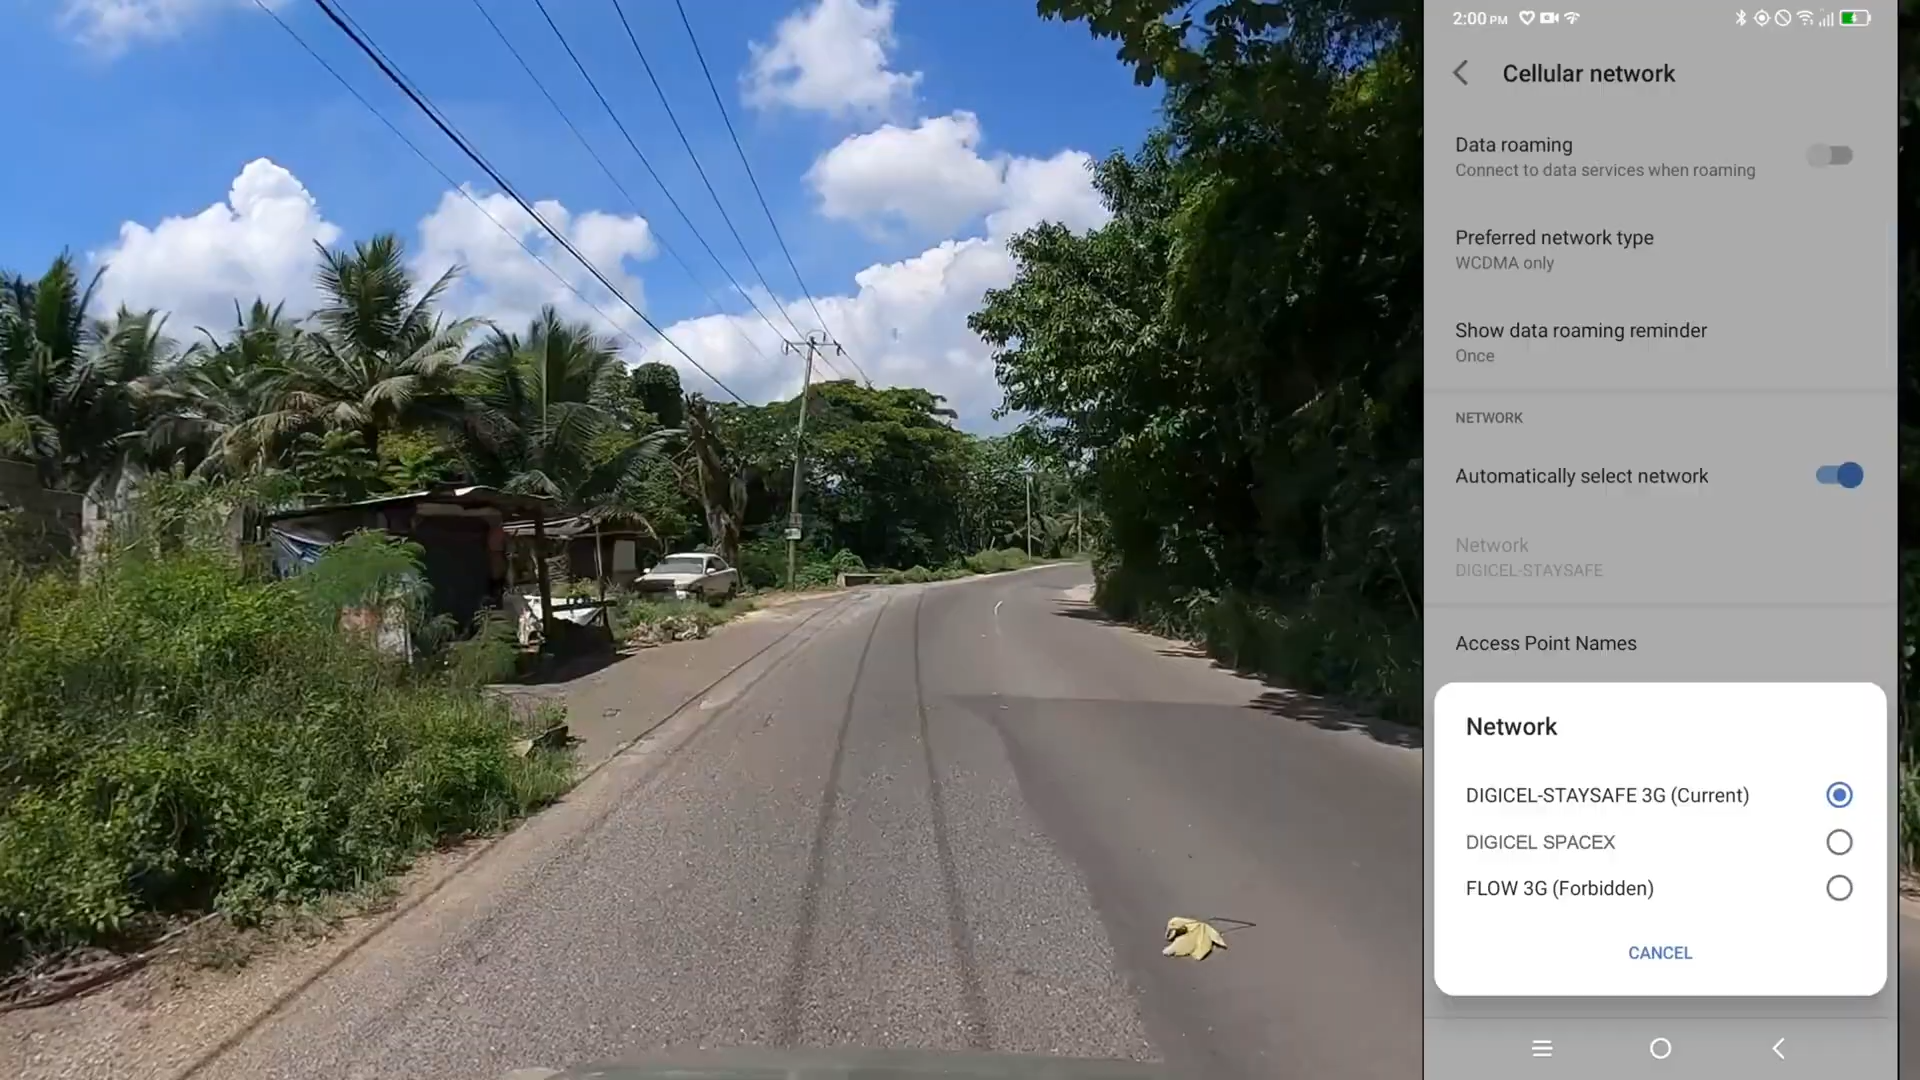 2:00 PM
Cellular network
Data roaming
Connect to data services when roaming
Preferred network type
WCDMA only
Show data roaming reminder
Once
NETWORK
Automatically select network
Network
DIGICEL-STAYSAFE
Access Point Names
Network
DIGICEL-STAYSAFE 3G (Current)
DIGICEL SPACEX
FLOW 3G (Forbidden)
CANCEL